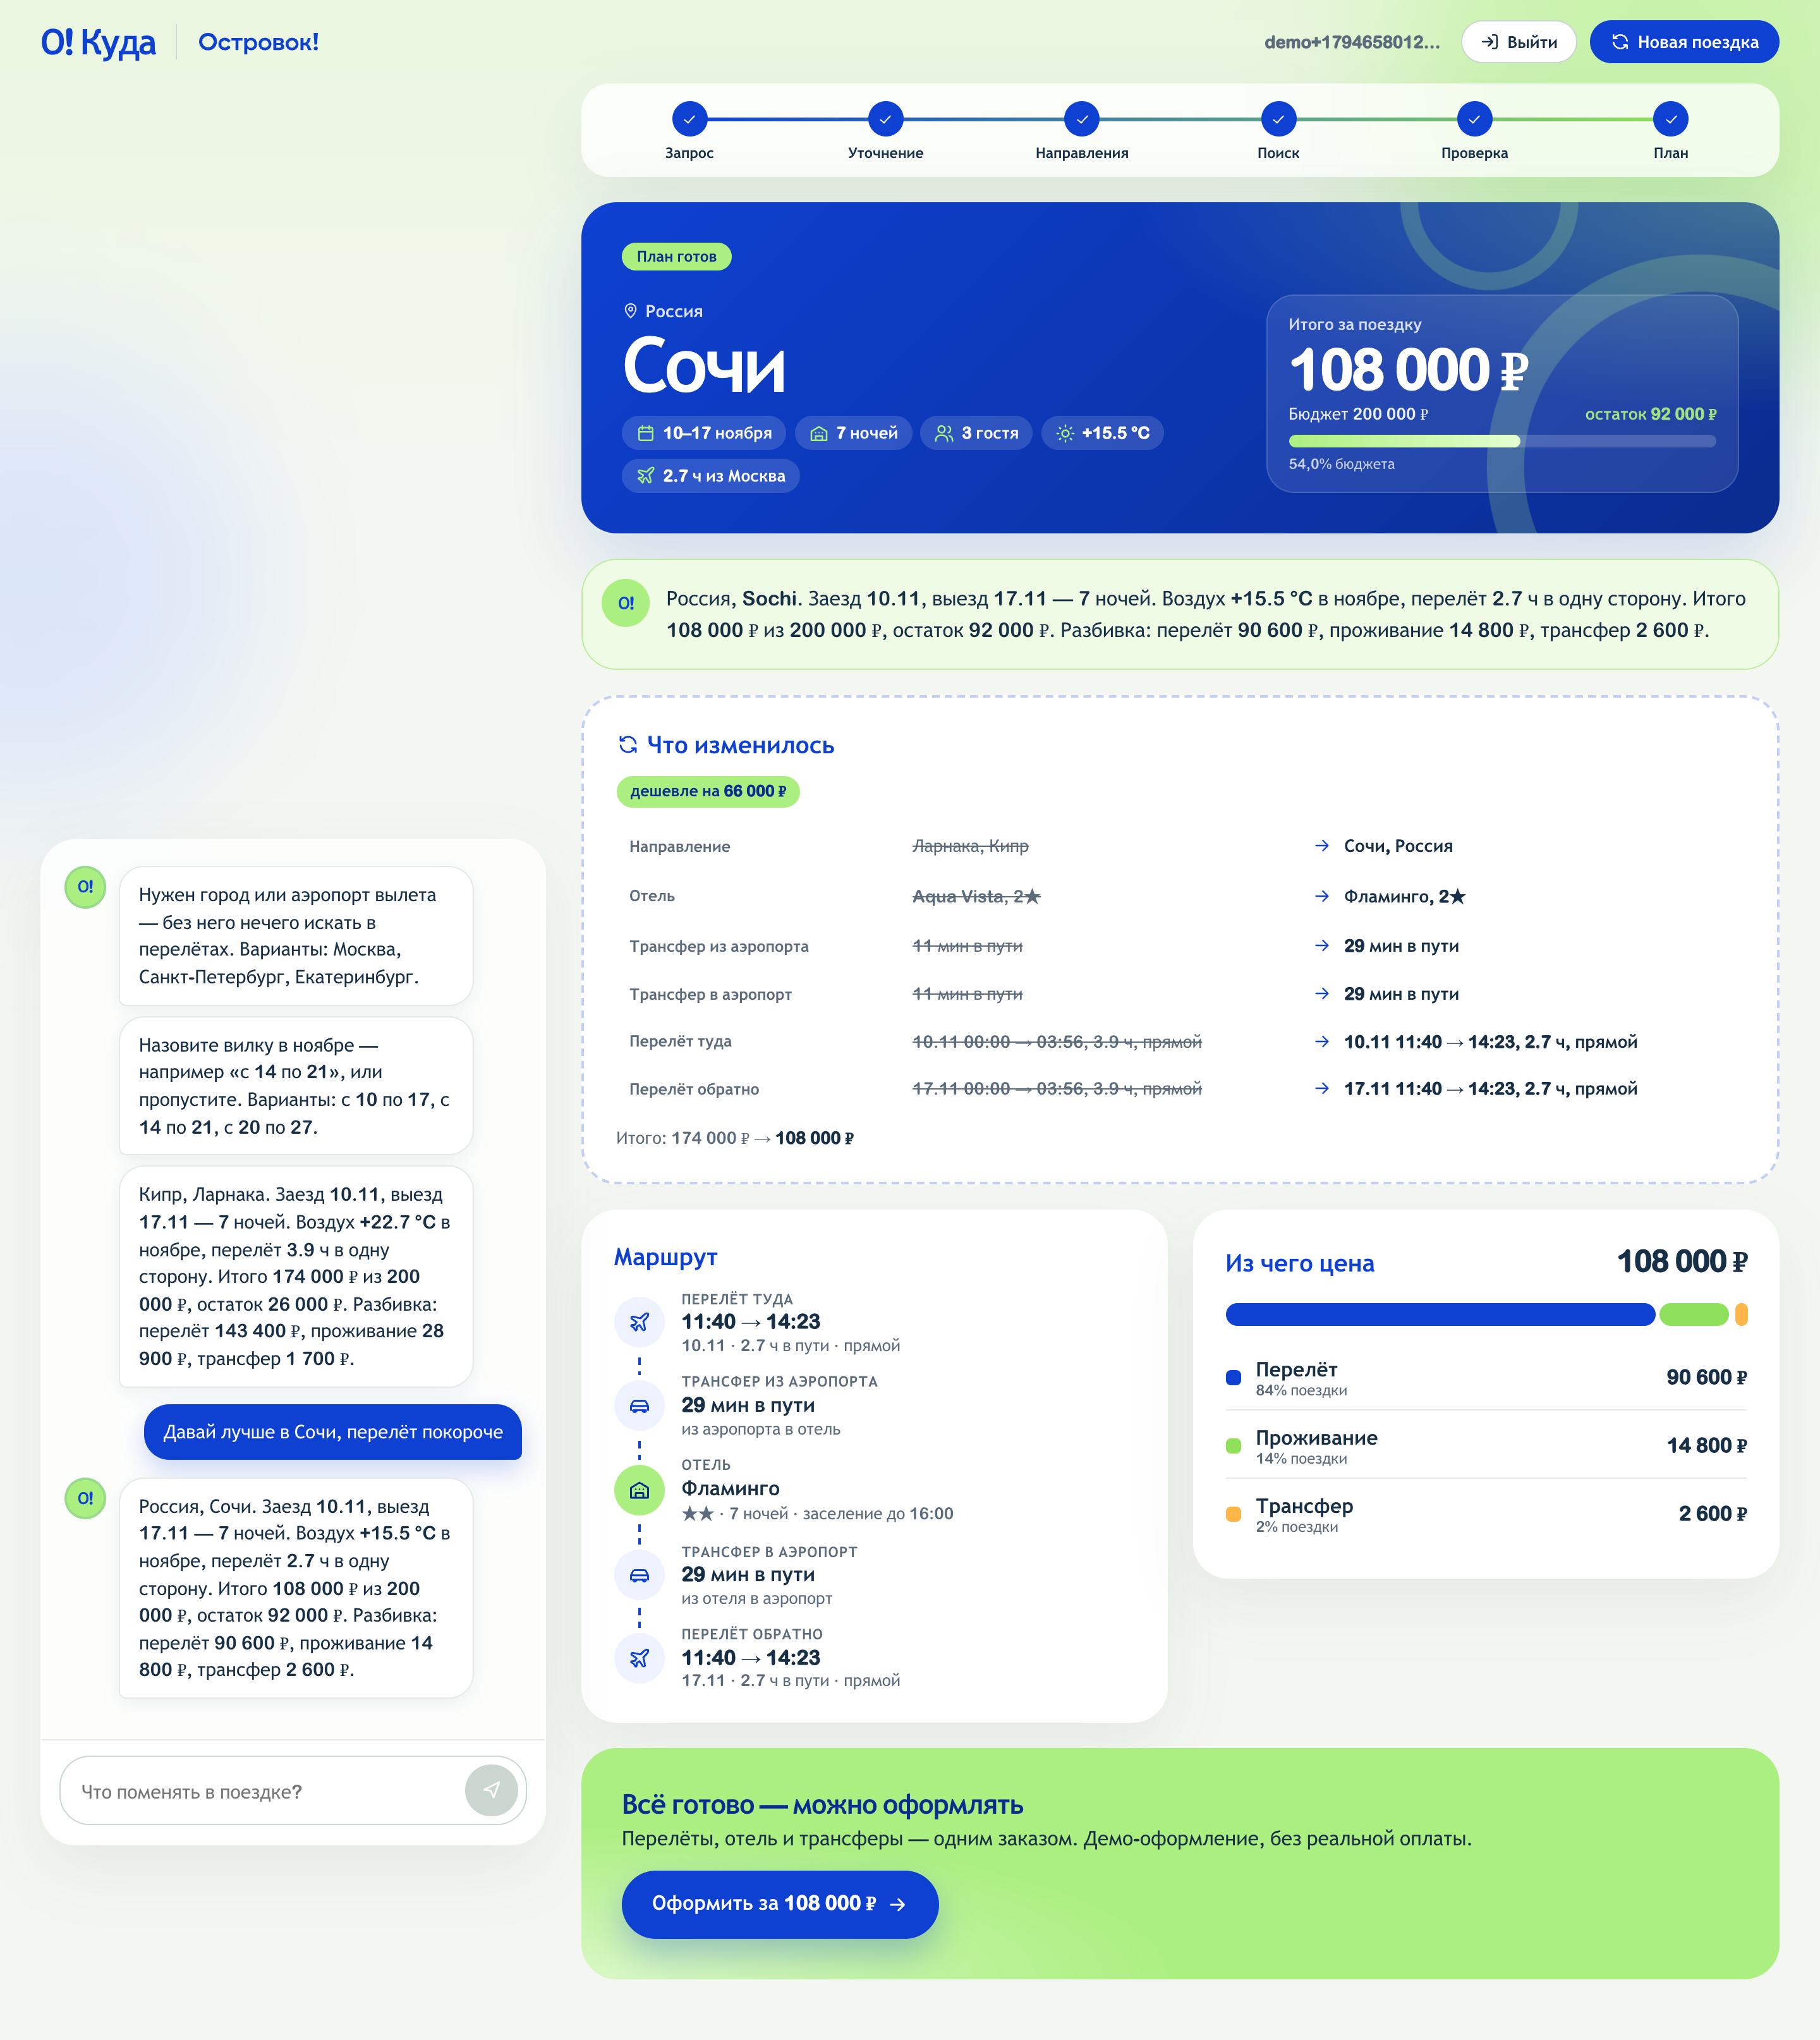 О! Куда
Островок!
demo+1794658012...
Выйти
Новая поездка
Запрос
Уточнение
Направления
Поиск
Проверка
План
План готов
Россия
Сочи
10–17 ноября
7 ночей
3 гостя
+15.5 °C
2.7 ч из Москва
Итого за поездку
108 000 ₽
Бюджет 200 000 ₽
остаток 92 000 ₽
54,0% бюджета
О!
Россия, Sochi. Заезд 10.11, выезд 17.11 — 7 ночей. Воздух +15.5 °C в ноябре, перелёт 2.7 ч в одну сторону. Итого
108 000 ₽ из 200 000 ₽, остаток 92 000 ₽. Разбивка: перелёт 90 600 ₽, проживание 14 800 ₽, трансфер 2 600 ₽.
Что изменилось
дешевле на 66 000 ₽
Направление
Ларнака, Кипр
→ Сочи, Россия
Отель
Aqua Vista, 2★
→ Фламинго, 2★
Трансфер из аэропорта
11 мин в пути
→ 29 мин в пути
Трансфер в аэропорт
11 мин в пути
→ 29 мин в пути
Перелёт туда
10.11 00:00 → 03:56, 3.9 ч, прямой
→ 10.11 11:40 → 14:23, 2.7 ч, прямой
Перелёт обратно
17.11 00:00 → 03:56, 3.9 ч, прямой
→ 17.11 11:40 → 14:23, 2.7 ч, прямой
Итого: 174 000 ₽ → 108 000 ₽
О!
Нужен город или аэропорт вылета
— без него нечего искать в
перелётах. Варианты: Москва,
Санкт-Петербург, Екатеринбург.
Назовите вилку в ноябре —
например «с 14 по 21», или
пропустите. Варианты: с 10 по 17, с
14 по 21, с 20 по 27.
Кипр, Ларнака. Заезд 10.11, выезд
17.11 — 7 ночей. Воздух +22.7 °C в
ноябре, перелёт 3.9 ч в одну
сторону. Итого 174 000 ₽ из 200
000 ₽, остаток 26 000 ₽. Разбивка:
перелёт 143 400 ₽, проживание 28
900 ₽, трансфер 1 700 ₽.
Давай лучше в Сочи, перелёт покороче
О!
Россия, Сочи. Заезд 10.11, выезд
17.11 — 7 ночей. Воздух +15.5 °C в
ноябре, перелёт 2.7 ч в одну
сторону. Итого 108 000 ₽ из 200
000 ₽, остаток 92 000 ₽. Разбивка:
перелёт 90 600 ₽, проживание 14
800 ₽, трансфер 2 600 ₽.
Что поменять в поездке?
Маршрут
ПЕРЕЛЁТ ТУДА
11:40 → 14:23
10.11 · 2.7 ч в пути · прямой
ТРАНСФЕР ИЗ АЭРОПОРТА
29 мин в пути
из аэропорта в отель
ОТЕЛЬ
Фламинго
★★ · 7 ночей · заселение до 16:00
ТРАНСФЕР В АЭРОПОРТ
29 мин в пути
из отеля в аэропорт
ПЕРЕЛЁТ ОБРАТНО
11:40 → 14:23
17.11 · 2.7 ч в пути · прямой
Из чего цена
108 000 ₽
Перелёт
84% поездки
90 600 ₽
Проживание
14% поездки
14 800 ₽
Трансфер
2% поездки
2 600 ₽
Всё готово — можно оформлять
Перелёты, отель и трансферы — одним заказом. Демо-оформление, без реальной оплаты.
Оформить за 108 000 ₽ →